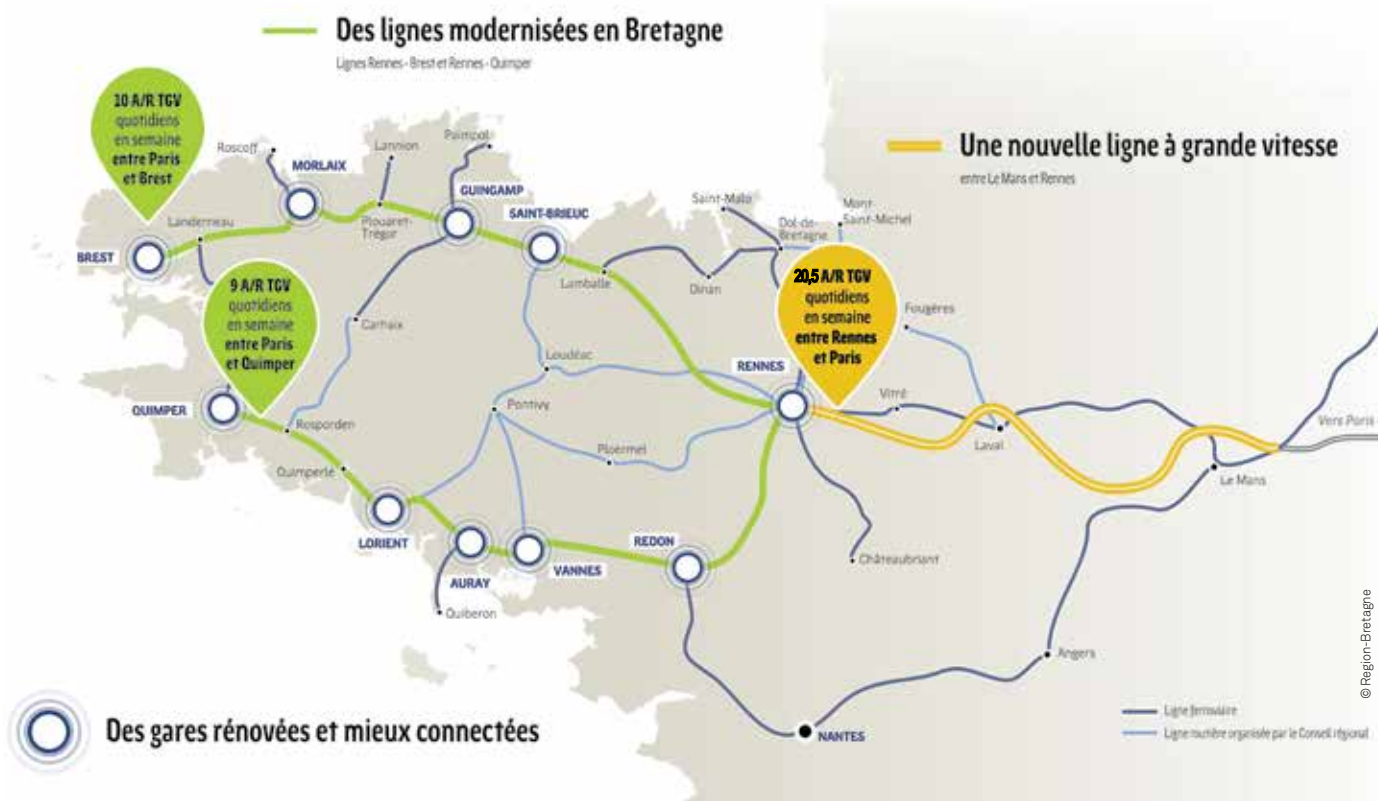 Des lignes modernisées en Bretagne
Lignes Rennes - Brest et Rennes - Quimper
10 A/R TGV
quotidiens
en semaine
entre Paris
et Brest
Une nouvelle ligne à grande vitesse
entre Le Mans et Rennes
Roscoff
Lannion
Paimpol
MORLAIX
GUINGAMP
SAINT-BRIEUC
Landerneau
Plouaret-
Trégor
BREST
Saint-Malo
Dol-de-
Bretagne
Mont
Saint-Michel
Lamballe
Dinan
9 A/R TGV
quotidiens
en semaine
entre Paris
et Quimper
20,5 A/R TGV
quotidiens
en semaine
entre Rennes
et Paris
Fougères
Carhaix
Loudéac
RENNES
Vitré
QUIMPER
Rosporden
Pontivy
Laval
Vers Paris
Ploërmel
Quimperlé
Le Mans
LORIENT
AURAY
VANNES
REDON
Châteaubriant
Quiberon
Angers
NANTES
Des gares rénovées et mieux connectées
Ligne ferroviaire
Ligne routière organisée par le Conseil régional
© Region-Bretagne